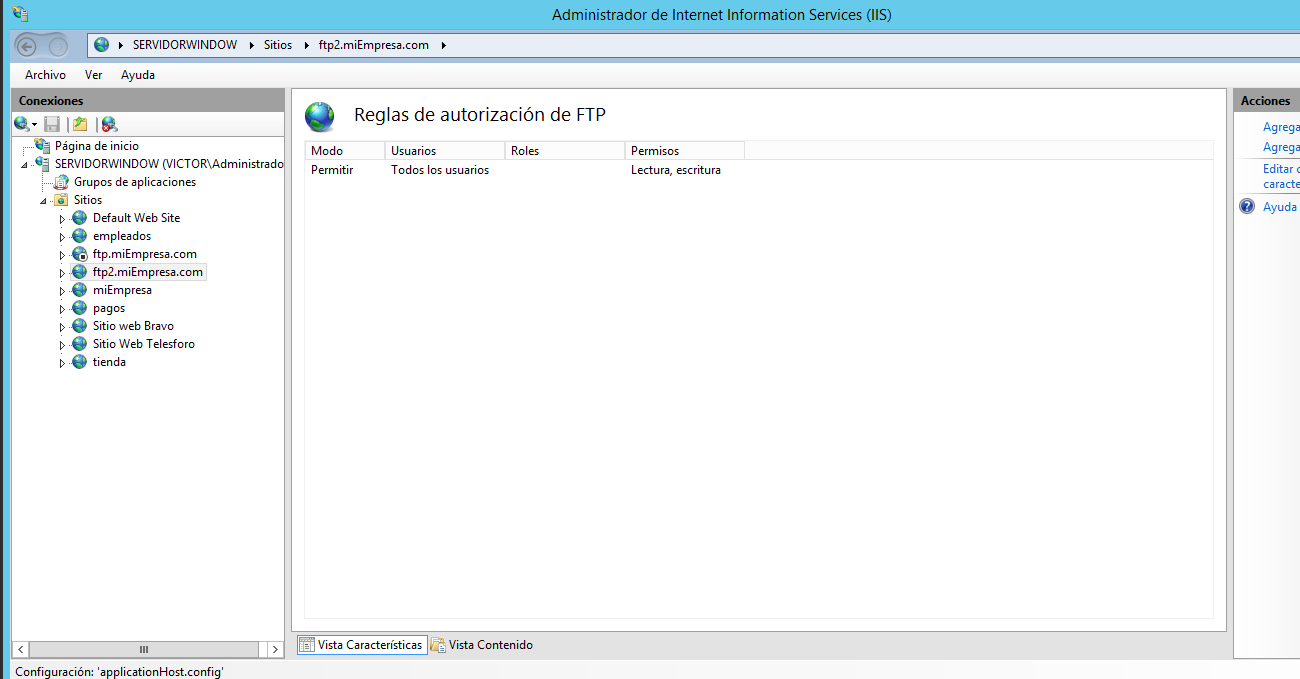 Administrador de Internet Information Services (IIS)
SERVIDORWINDOW Sitios ftp2.miEmpresa.com
Archivo Ver Ayuda
Conexiones
Página de inicio
SERVIDORWINDOW (VICTOR\Administrado
Grupos de aplicaciones
Sitios
Default Web Site
empleados
ftp.miEmpresa.com
ftp2.miEmpresa.com
miEmpresa
pagos
Sitio web Bravo
Sitio Web Telesforo
tienda
Reglas de autorización de FTP
Modo Usuarios Roles Permisos
Permitir Todos los usuarios Lectura, escritura
Vista Características Vista Contenido
Acciones
Agrega
Agrega
Editar c
caracte
Ayuda
Configuración: 'applicationHost.config'